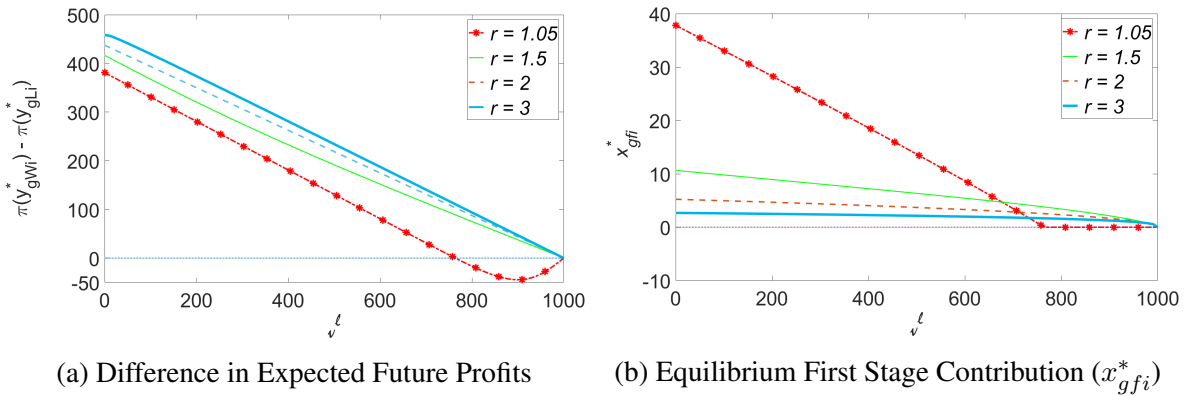 500
400
300
200
100
0
-50
π(y*gWi) - π(y*gLi)
0 200 400 600 800 1000
v^ℓ
r = 1.05
r = 1.5
r = 2
r = 3
(a) Difference in Expected Future Profits
40
30
20
10
0
-10
x*gfi
0 200 400 600 800 1000
v^ℓ
r = 1.05
r = 1.5
r = 2
r = 3
(b) Equilibrium First Stage Contribution (x*gfi)